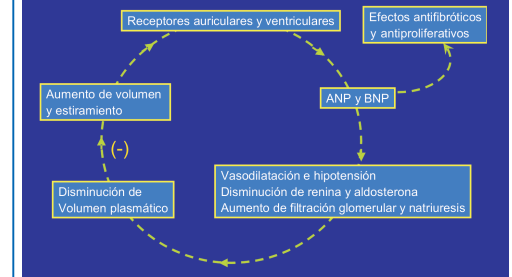 Receptores auriculares y ventriculares
Efectos antifibróticos
y antiproliferativos
Aumento de volumen
y estiramiento
ANP y BNP
(-)
Vasodilatación e hipotensión
Disminución de renina y aldosterona
Aumento de filtración glomerular y natriuresis
Disminución de
Volumen plasmático